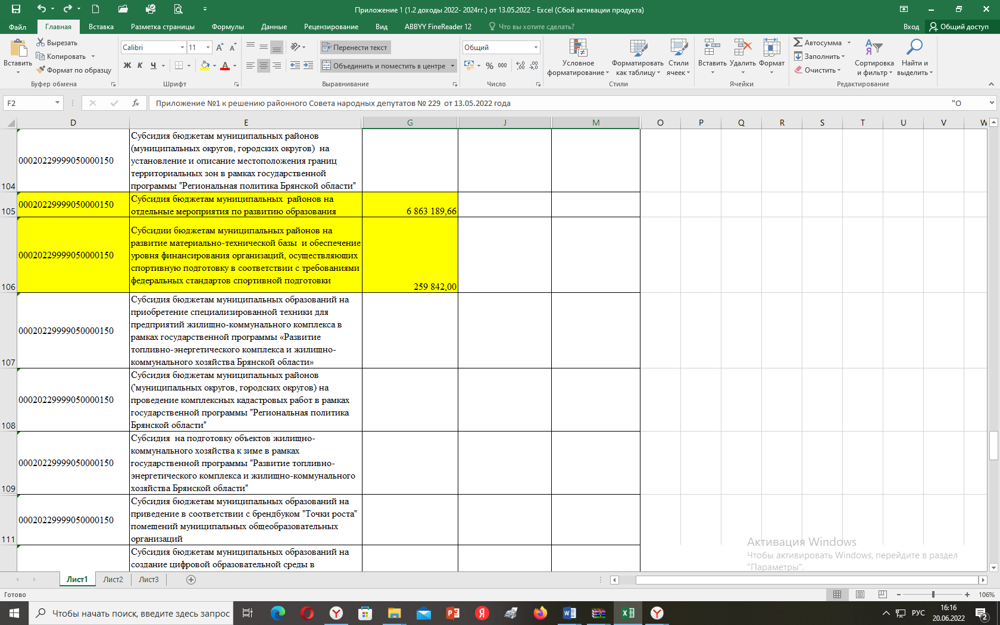 Приложение 1 (1.2 доходы 2022- 2024гг.) от 13.05.2022 - Excel (Сбой активации продукта)
Файл Главная Вставка Разметка страницы Формулы Данные Рецензирование Вид ABBYY FineReader 12 Что вы хотите сделать? Вход Общий доступ
Вставить
Вырезать
Копировать
Формат по образцу
Буфер обмена
Calibri 11
Ж К Ч
Шрифт
Перенести текст
Объединить и поместить в центре
Выравнивание
Общий
% 000
Число
Условное форматирование
Форматировать как таблицу
Стили ячеек
Стили
Вставить Удалить Формат
Ячейки
Автосумма
Заполнить
Очистить
Сортировка и фильтр
Найти и выделить
Редактирование
F2
fx
Приложение №1 к решению районного Совета народных депутатов № 229 от 13.05.2022 года "О
D E G J M O P Q R S T U V W
104
00020229999050000150
Субсидия бюджетам муниципальных районов
(муниципальных округов, городских округов) на
установление и описание местоположения границ
территориальных зон в рамках государственной
программы "Региональная политика Брянской области"
105
00020229999050000150
Субсидия бюджетам муниципальных районов на
отдельные мероприятия по развитию образования
6 863 189,66
106
00020229999050000150
Субсидии бюджетам муниципальных районов на
развитие материально-технической базы и обеспечение
уровня финансирования организаций, осуществляющих
спортивную подготовку в соответствии с требованиями
федеральных стандартов спортивной подготовки
259 842,00
107
00020229999050000150
Субсидия бюджетам муниципальных образований на
приобретение специализированной техники для
предприятий жилищно-коммунального комплекса в
рамках государственной программы «Развитие
топливно-энергетического комплекса и жилищно-
коммунального хозяйства Брянской области»
108
00020229999050000150
Субсидия бюджетам муниципальных районов
('муниципальных округов, городских округов) на
проведение комплексных кадастровых работ в рамках
государственной программы "Региональная политика
Брянской области"
109
00020229999050000150
Субсидия на подготовку объектов жилищно-
коммунального хозяйства к зиме в рамках
государственной программы "Развитие топливно-
энергетического комплекса и жилищно-коммунального
хозяйства Брянской области"
111
00020229999050000150
Субсидия бюджетам муниципальных образований на
приведение в соответствии с брендбуком "Точки роста"
помещений муниципальных общеобразовательных
организаций
Субсидия бюджетам муниципальных образований на
создание цифровой образовательной среды в
Активация Windows
Чтобы активировать Windows, перейдите в раздел
"Параметры".
Лист1 Лист2 Лист3
Готово
106%
Чтобы начать поиск, введите здесь запрос
РУС
16:16
20.06.2022
2